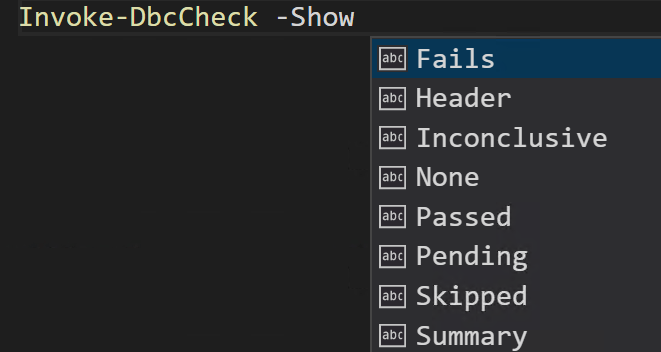 Invoke-DbcCheck -Show
abc Fails
abc Header
abc Inconclusive
abc None
abc Passed
abc Pending
abc Skipped
abc Summary